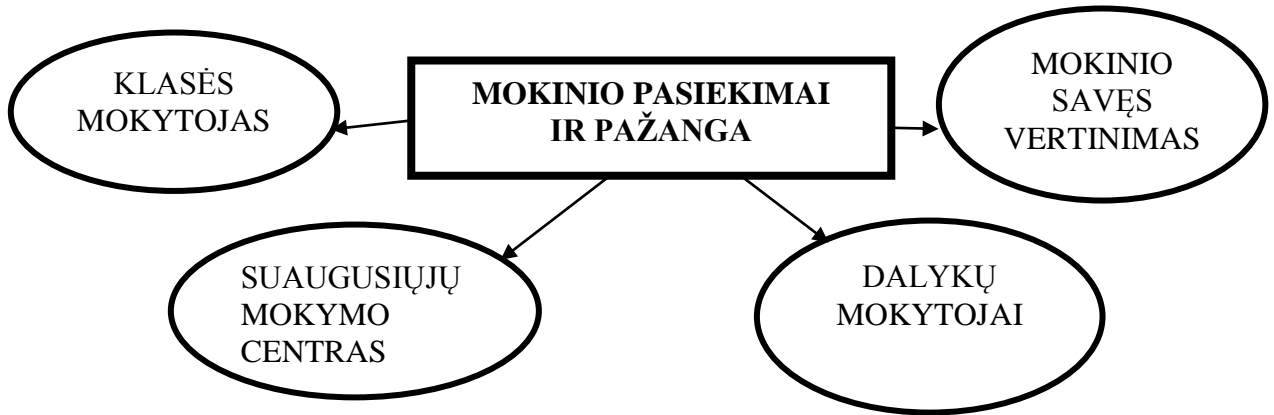 KLASĖS
MOKYTOJAS
MOKINIO PASIEKIMAI
IR PAŽANGA
MOKINIO
SAVĘS
VERTINIMAS
SUAUGUSIŲJŲ
MOKYMO
CENTRAS
DALYKŲ
MOKYTOJAI